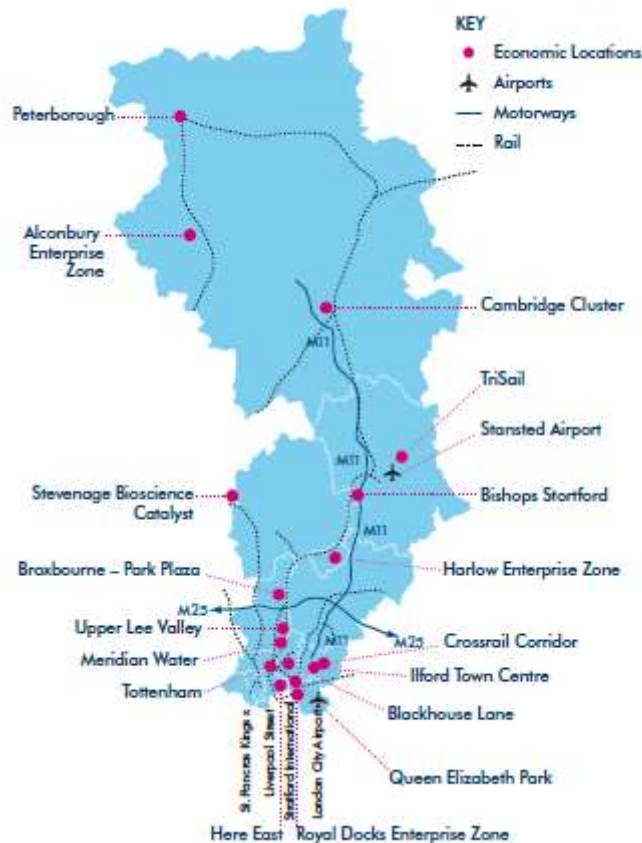 KEY
Economic Locations
Airports
Motorways
Rail
Peterborough
Alconbury
Enterprise
Zone
Cambridge Cluster
M11
TriSail
Stansted Airport
M11
Stevenage Bioscience
Catalyst
Bishops Stortford
M11
Harlow Enterprise Zone
Broxbourne – Park Plaza
M25
Upper Lee Valley
M11
M25
Crossrail Corridor
Meridian Water
Ilford Town Centre
Tottenham
Blackhouse Lane
St. Pancras Kings x
Liverpool Street
Stratford International
London City Airport
Queen Elizabeth Park
Here East
Royal Docks Enterprise Zone